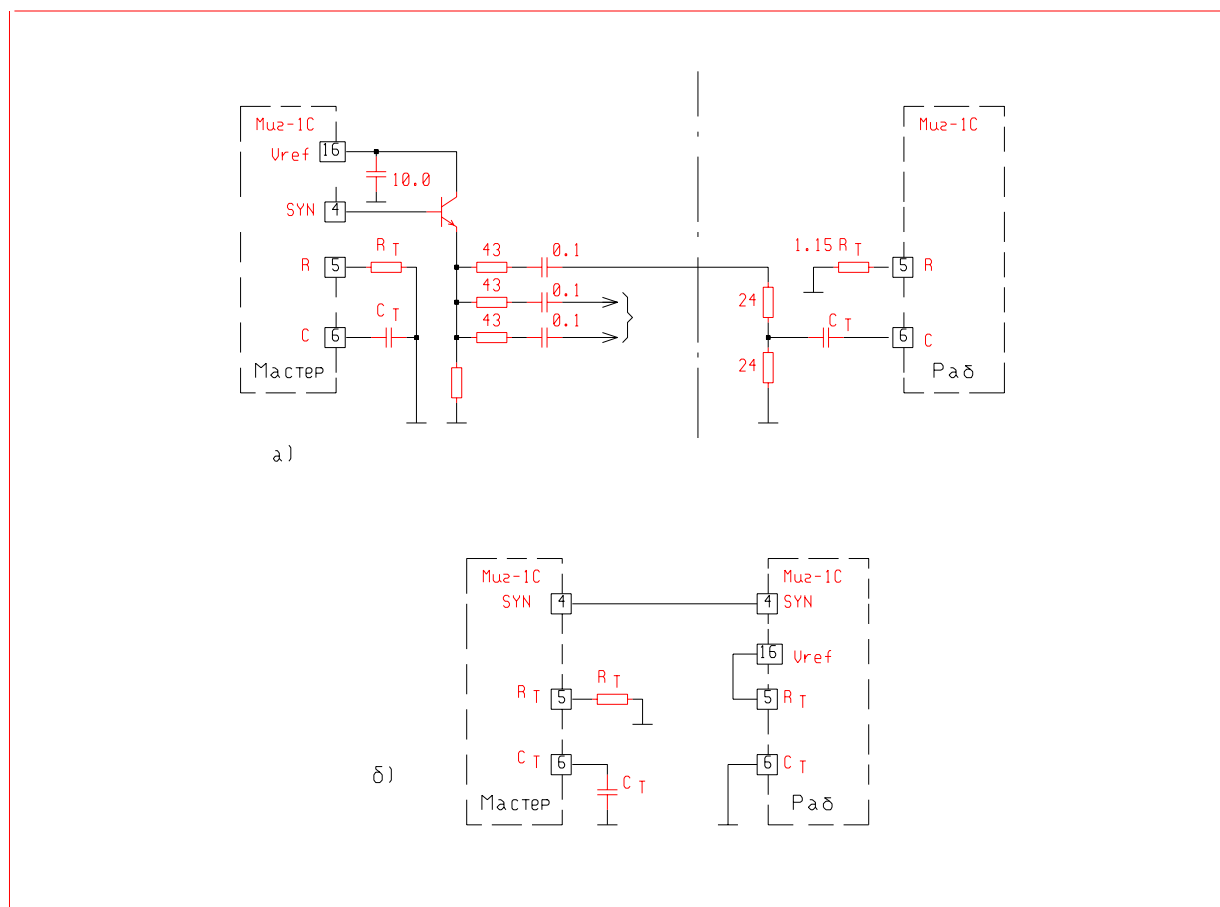 Миг-1С
Vref
16
10.0
SYN
4
R
5
R T
C
6
C T
Мастер
43
0.1
43
0.1
43
0.1
24
24
Миг-1С
1.15 R T
5
R
C T
6
C
Раб
а)
Миг-1С
SYN
4
R T
5
R T
C T
6
C T
Мастер
Миг-1С
4
SYN
16
Vref
5
R T
6
C T
Раб
б)